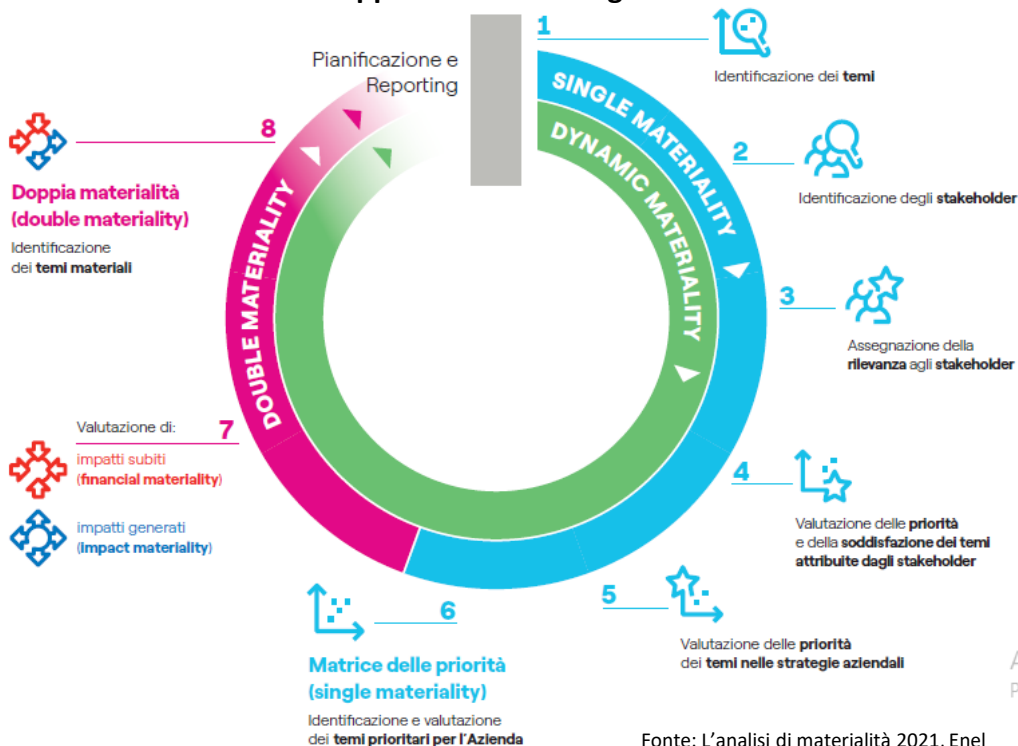 Pianificazione e
Reporting
1
Identificazione dei temi
2
Identificazione degli stakeholder
3
Assegnazione della
rilevanza agli stakeholder
4
Valutazione delle priorità
e della soddisfazione dei temi
attribuite dagli stakeholder
5
Valutazione delle priorità
dei temi nelle strategie aziendali
6
Matrice delle priorità
(single materiality)
Identificazione e valutazione
dei temi prioritari per l'Azienda
7
Valutazione di:
impatti subiti
(financial materiality)
impatti generati
(impact materiality)
8
Doppia materialità
(double materiality)
Identificazione
dei temi materiali
SINGLE MATERIALITY
DYNAMIC MATERIALITY
DOUBLE MATERIALITY
Fonte: L'analisi di materialità 2021, Enel